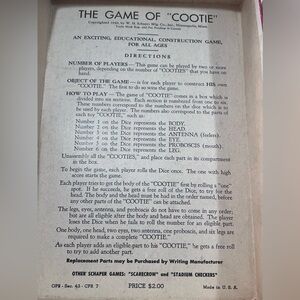 THE GAME OF "COOTIE"
Copyrighted 1949, by W. H. Schaper Mfg. Co., Inc., Minneapolis, Minn.
AN EXCITING, EDUCATIONAL, CONSTRUCTION GAME,
FOR ALL AGES
DIRECTIONS
NUMBER OF PLAYERS — The game can be played by two or more
players, depending on the number of "COOTIES" that you have on
hand.
OBJECT OF THE GAME — is for each player to construct HIS own
"COOTIE." The first to do so wins the game.
HOW TO PLAY — The game of "COOTIE" comes in a box which is
divided into six sections. Each section is numbered from one to six.
These numbers correspond to the numbers on the dice which is to
be used by each player. The numbers also correspond to the parts of
each toy "COOTIE," such as:
Number 1 on the Dice represents the BODY.
Number 2 on the Dice represents the HEAD.
Number 3 on the Dice represents the ANTENNA (feelers).
Number 4 on the Dice represents the EYE.
Number 5 on the Dice represents the PROBOSCIS (mouth).
Number 6 on the Dice represents the LEG.
Unassembly all the "COOTIES," and place each part in its compartment
in the box.
To begin the game, each player rolls the Dice once. The one with high
score starts the game.
Each player tries to get the body of the "COOTIE" first by rolling a "one"
spot. If he succeeds, he gets a free roll of the Dice, to try for the
head. The body and the head must be had in the order named, before
any other parts can be attached to the "COOTIE."
The legs, eyes, antenna, and proboscis do not have to come in any order,
but are all eligible after the body and head are obtained. The player
loses the Dice when he fails to roll the number for an eligible part.
One body, one head, two eyes, two antenna, one proboscis, and six legs are
required to make a complete "COOTIE."
As each player adds an eligible part to his "COOTIE," he gets a free roll
to try to add another part.
Replacement Parts may be Purchased by Writing Manufacturer
OTHER SCHAPER GAMES: "SCARECROW" and "STADIUM CHECKERS"
OPS - Sec. 43 - CPR 7 PRICE $2.00 Made in U. S. A.